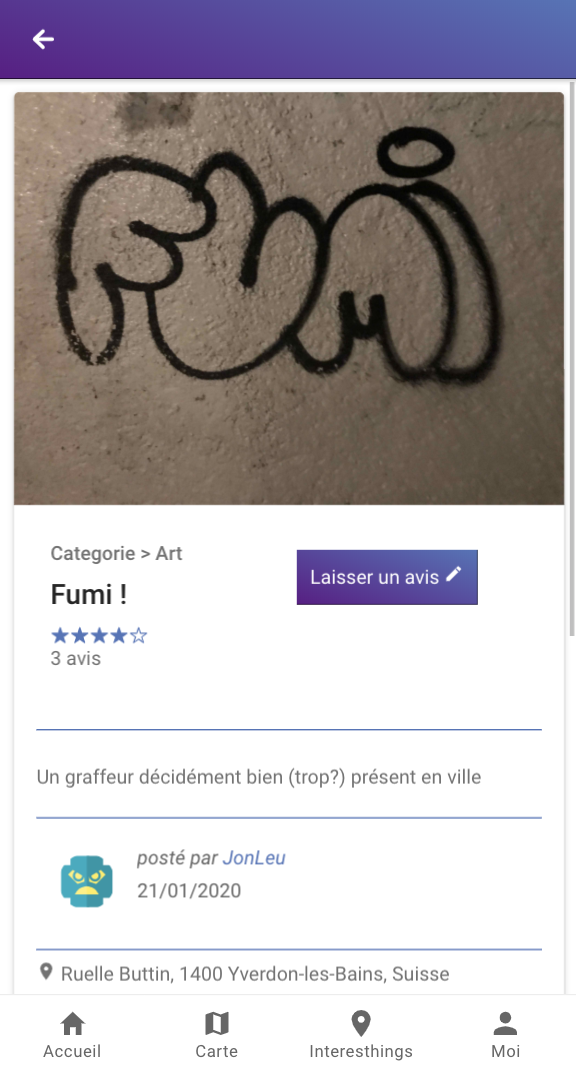 Fumi
Categorie > Art
Laisser un avis
Fumi !
3 avis
Un graffeur décidément bien (trop?) présent en ville
posté par JonLeu
21/01/2020
Ruelle Buttin, 1400 Yverdon-les-Bains, Suisse
Accueil
Carte
Interesthings
Moi